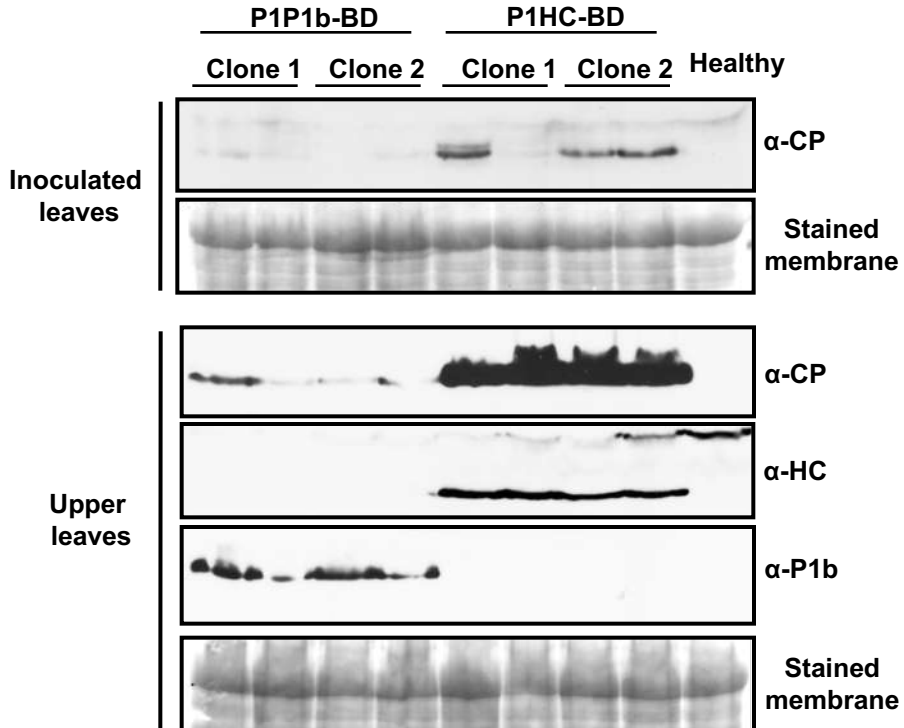 P1P1b-BD P1HC-BD
Clone 1 Clone 2 Clone 1 Clone 2 Healthy
α-CP
Inoculated
leaves
Stained
membrane
α-CP
α-HC
Upper
leaves
α-P1b
Stained
membrane